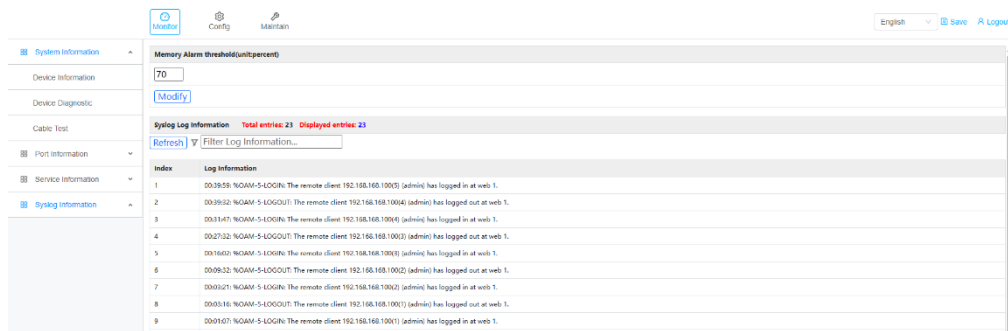 Monitor Config Maintain
English Save Logou
System Information
Device Information
Device Diagnostic
Cable Test
Port Information
Service Information
Syslog Information
Memory Alarm threshold(unit:percent)
70
Modify
Syslog Log Information Total entries: 23 Displayed entries: 23
Refresh Filter Log Information...
Index Log Information
1 00:39:59: %OAM-5-LOGIN: The remote client 192.168.168.100(5) (admin) has logged in at web 1.
2 00:39:32: %OAM-5-LOGOUT: The remote client 192.168.168.100(4) (admin) has logged out at web 1.
3 00:31:47: %OAM-5-LOGIN: The remote client 192.168.168.100(4) (admin) has logged in at web 1.
4 00:27:32: %OAM-5-LOGOUT: The remote client 192.168.168.100(3) (admin) has logged out at web 1.
5 00:16:02: %OAM-5-LOGIN: The remote client 192.168.168.100(3) (admin) has logged in at web 1.
6 00:09:32: %OAM-5-LOGOUT: The remote client 192.168.168.100(2) (admin) has logged out at web 1.
7 00:03:21: %OAM-5-LOGIN: The remote client 192.168.168.100(2) (admin) has logged in at web 1.
8 00:03:16: %OAM-5-LOGOUT: The remote client 192.168.168.100(1) (admin) has logged out at web 1.
9 00:01:07: %OAM-5-LOGIN: The remote client 192.168.168.100(1) (admin) has logged in at web 1.